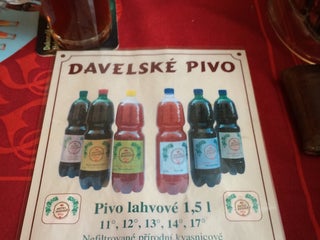 DAVELSKÉ PIVO
Pivo lahvové 1,5 l
11°, 12°, 13°, 14°, 17°
Nefiltrované přírodní kvasnicové